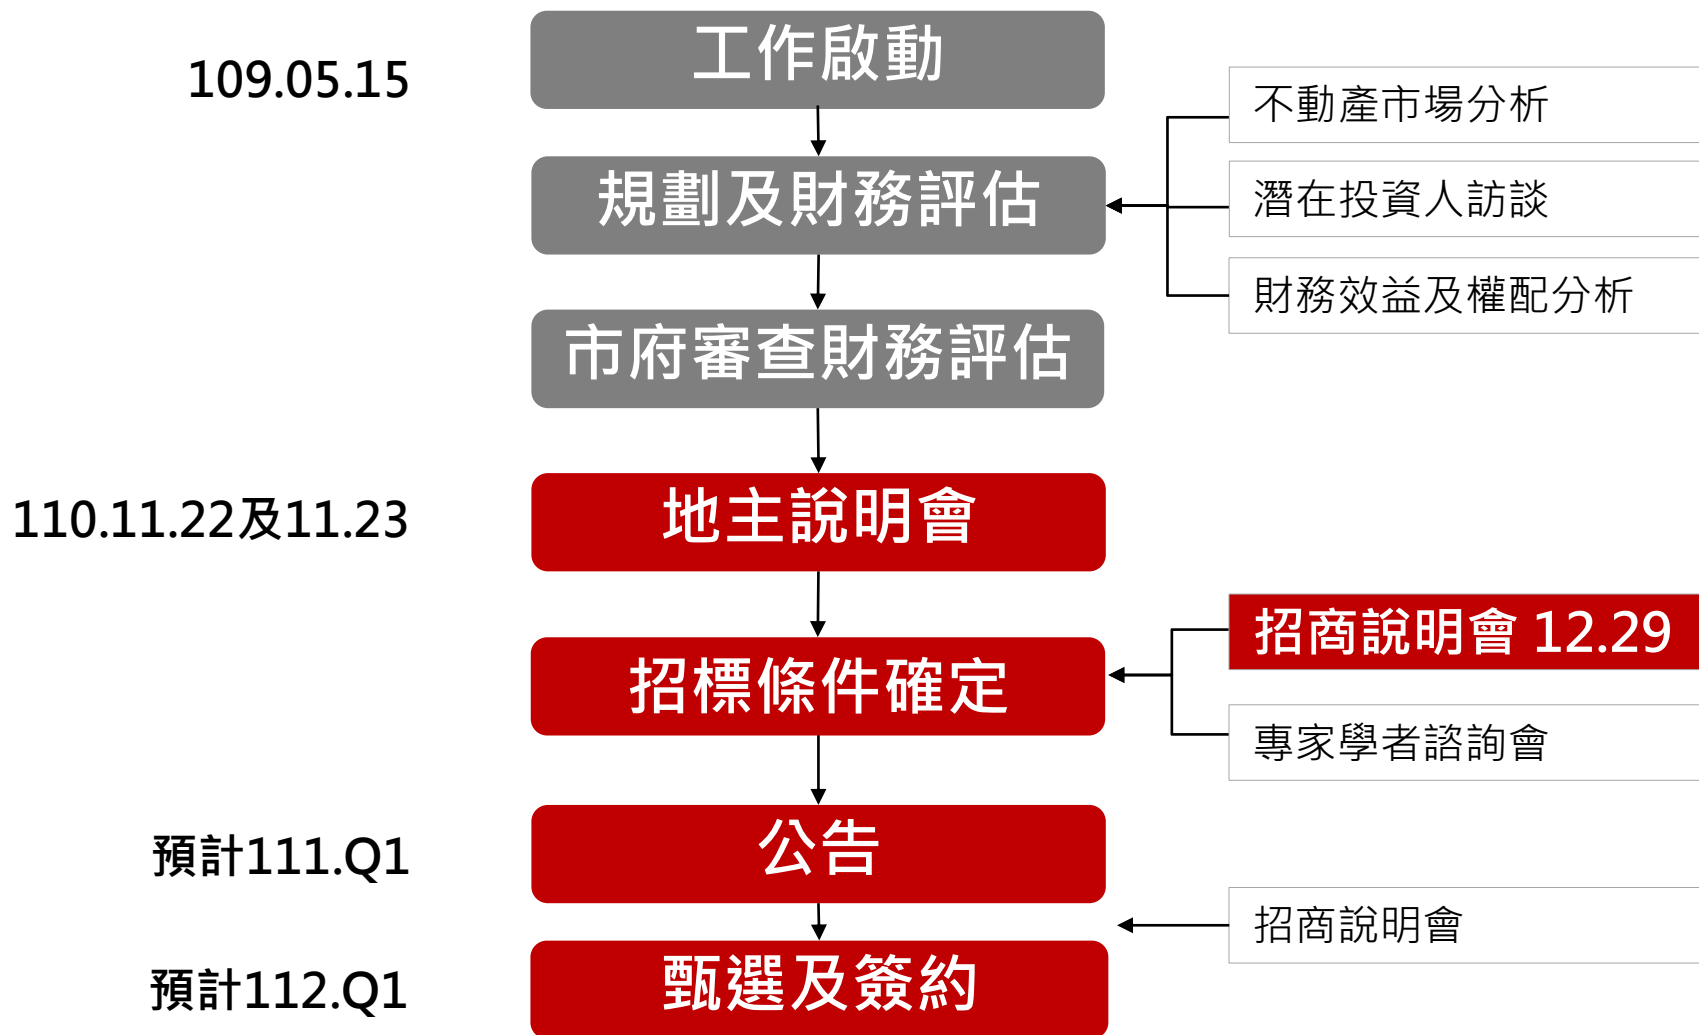 工作啟動
109.05.15
不動產市場分析
規劃及財務評估
潛在投資人訪談
財務效益及權配分析
市府審查財務評估
地主說明會
110.11.22及11.23
招商說明會 12.29
招標條件確定
專家學者諮詢會
公告
預計111.Q1
招商說明會
甄選及簽約
預計112.Q1